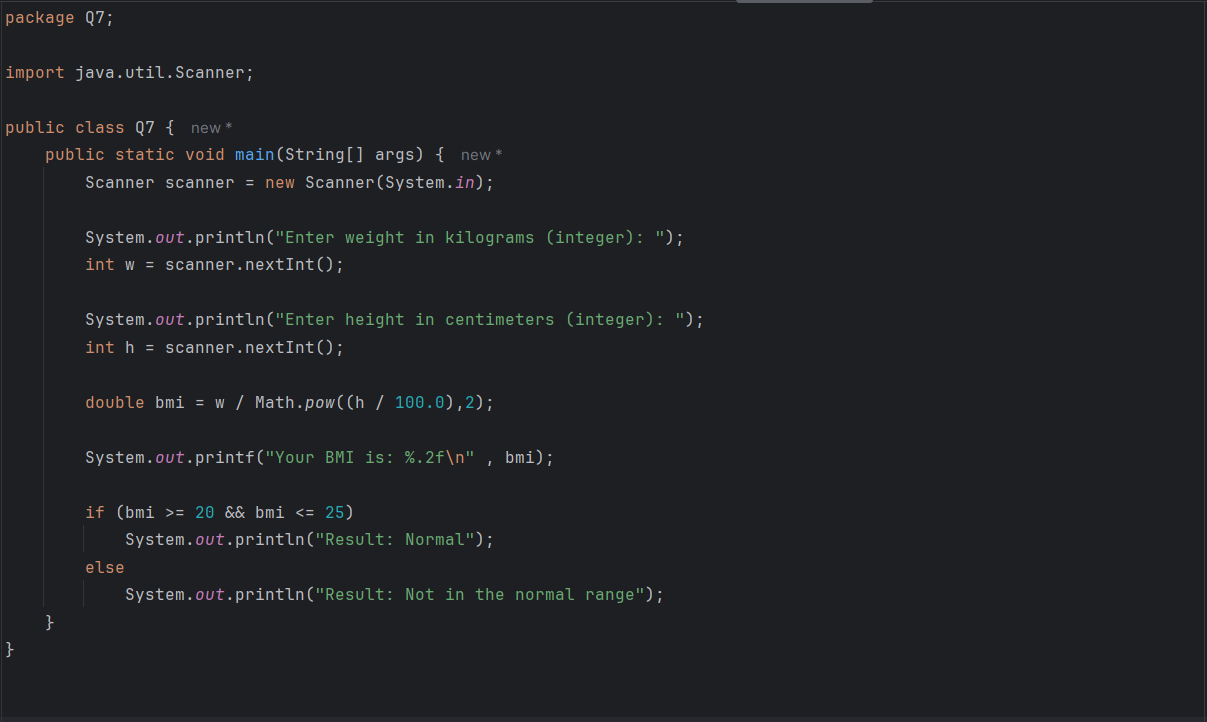 package Q7;
import java.util.Scanner;
public class Q7 { new *
public static void main(String[] args) { new *
Scanner scanner = new Scanner(System.in);
System.out.println("Enter weight in kilograms (integer): ");
int w = scanner.nextInt();
System.out.println("Enter height in centimeters (integer): ");
int h = scanner.nextInt();
double bmi = w / Math.pow((h / 100.0),2);
System.out.printf("Your BMI is: %.2f\n" , bmi);
if (bmi >= 20 && bmi <= 25)
System.out.println("Result: Normal");
else
System.out.println("Result: Not in the normal range");
}
}